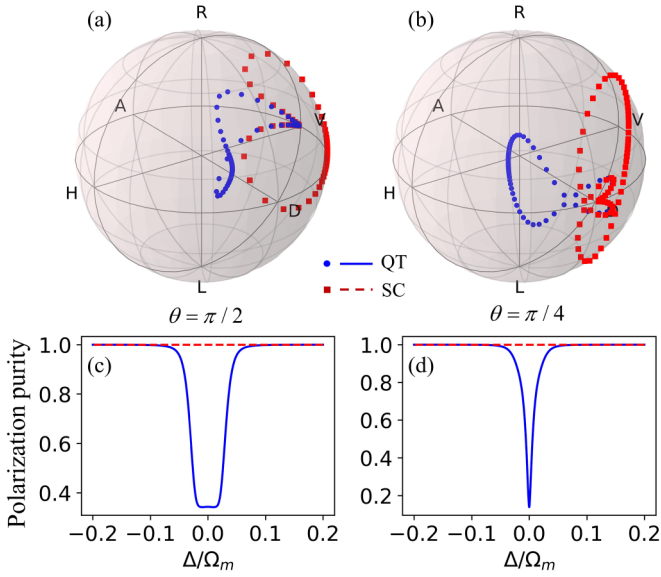 R
(a)
A
V
H
D
L
R
(b)
A
V
H
D
L
QT
SC
θ = π / 2
θ = π / 4
Polarization purity
1.0
0.8
0.6
0.4
(c)
−0.2
−0.1
0.0
0.1
0.2
Δ/Ωm
1.0
0.8
0.6
0.4
0.2
(d)
−0.2
−0.1
0.0
0.1
0.2
Δ/Ωm